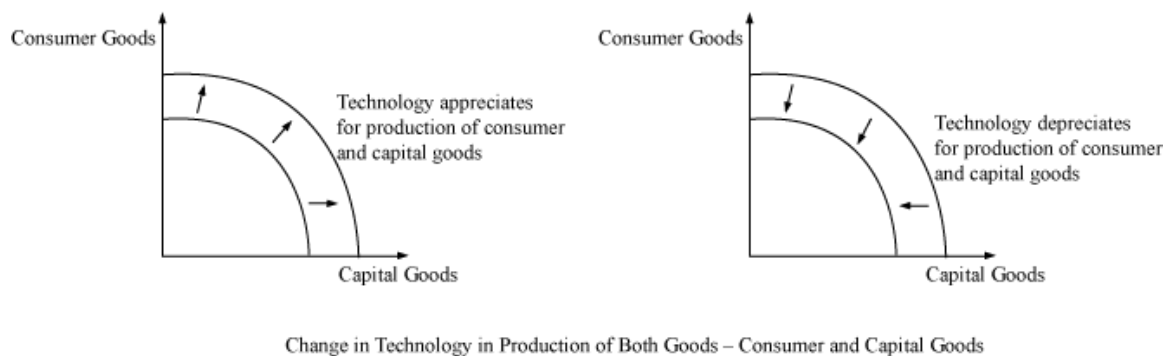 Consumer Goods
Technology appreciates
for production of consumer
and capital goods
Capital Goods
Consumer Goods
Technology depreciates
for production of consumer
and capital goods
Capital Goods
Change in Technology in Production of Both Goods – Consumer and Capital Goods